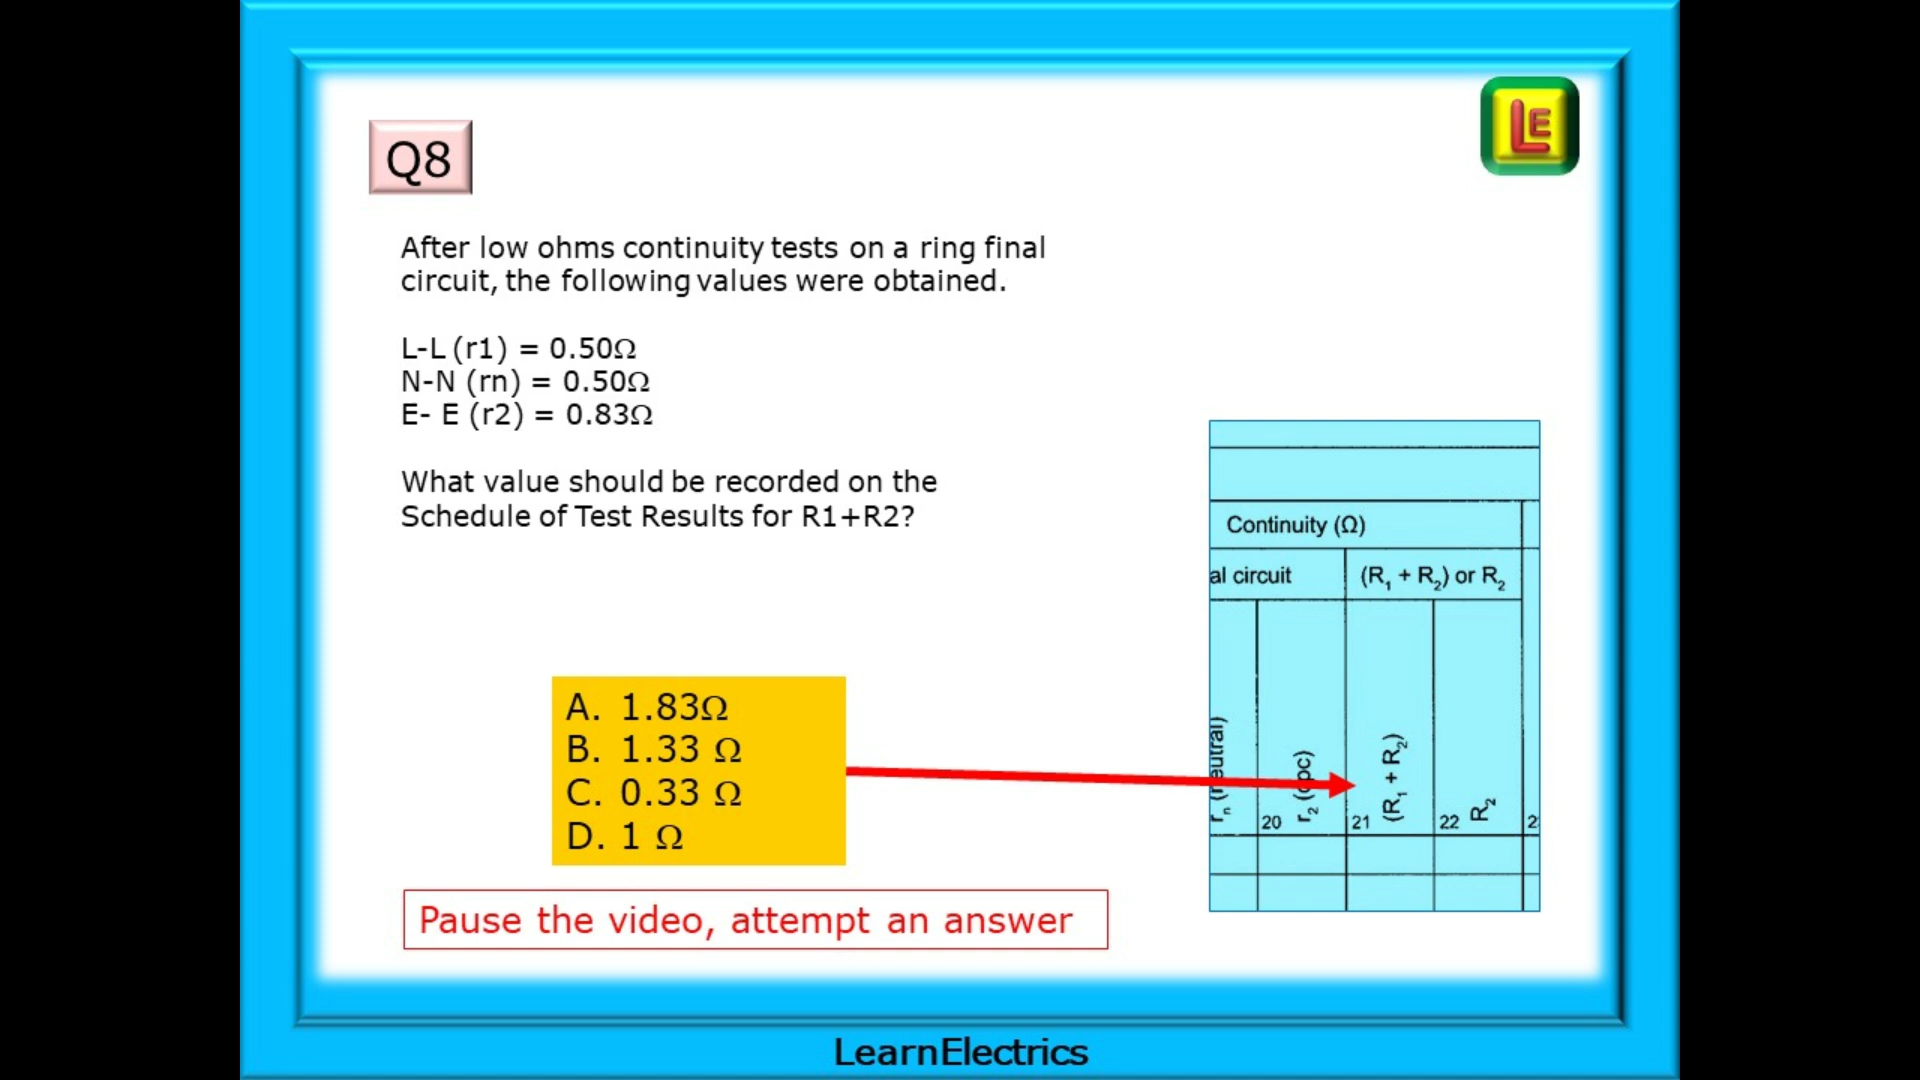 LE
Q8
After low ohms continuity tests on a ring final
circuit, the following values were obtained.
L-L (r1) = 0.50Ω
N-N (rn) = 0.50Ω
E- E (r2) = 0.83Ω
What value should be recorded on the
Schedule of Test Results for R1+R2?
Continuity (Ω)
al circuit
(R₁ + R₂) or R₂
rₙ (neutral)
20 r₂ (cpc)
21 (R₁ + R₂)
22 R₂
2
A. 1.83Ω
B. 1.33 Ω
C. 0.33 Ω
D. 1 Ω
Pause the video, attempt an answer
LearnElectrics